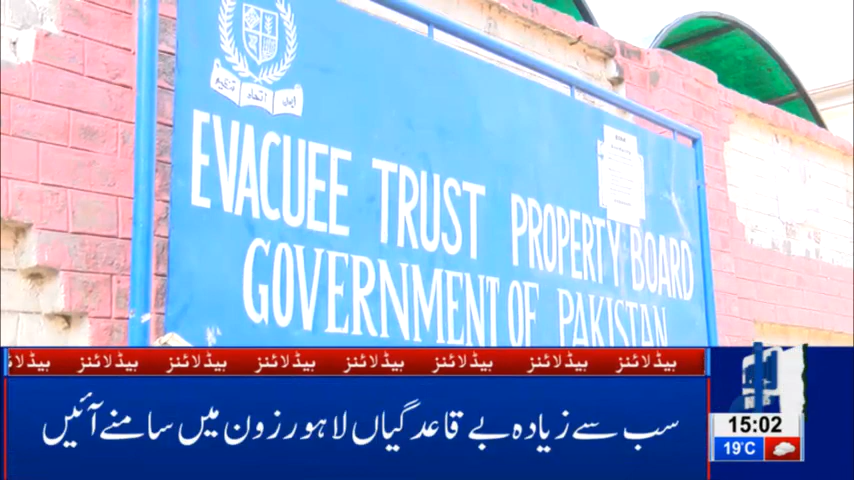 ایمان اتحاد تنظیم
EVACUEE TRUST PROPERTY BOARD
GOVERNMENT OF PAKISTAN
ہیڈلائنز ہیڈلائنز ہیڈلائنز ہیڈلائنز ہیڈلائنز ہیڈلائنز ہیڈلائنز ہیڈلا
سب سے زیادہ بے قاعدگیاں لاہور زون میں سامنے آئیں
15:02
19°C